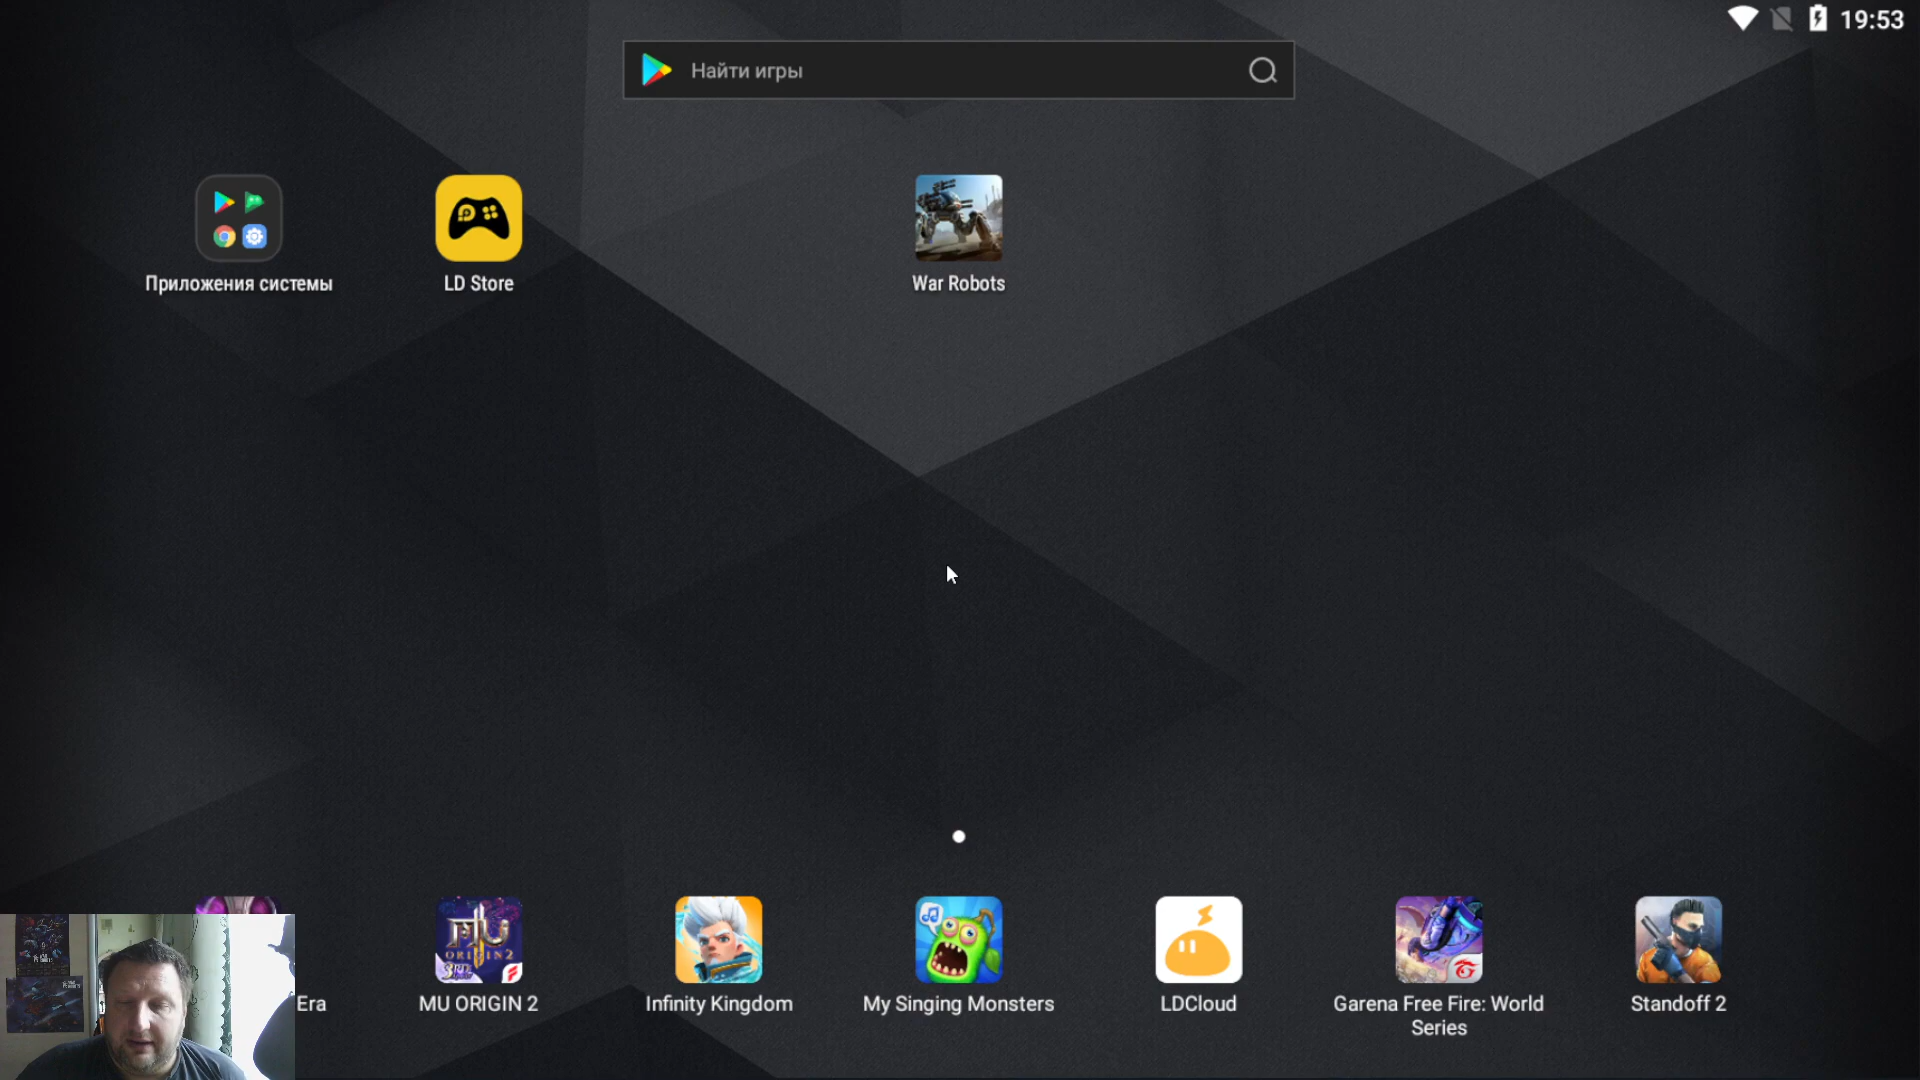 19:53
Найти игры
Приложения системы
LD Store
War Robots
Era
MU ORIGIN 2
Infinity Kingdom
My Singing Monsters
LDCloud
Garena Free Fire: World
Series
Standoff 2